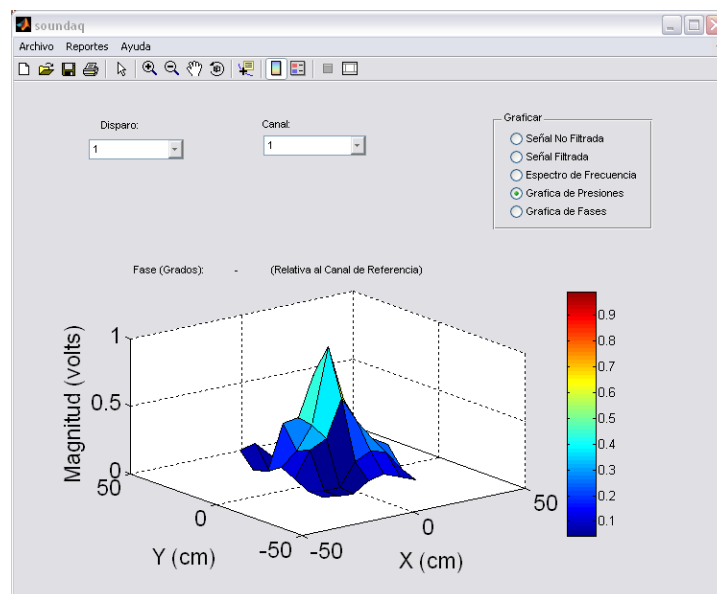 soundaq
Archivo Reportes Ayuda
Disparo:
1
Canal:
1
Graficar
Señal No Filtrada
Señal Filtrada
Espectro de Frecuencia
Grafica de Presiones
Grafica de Fases
Fase (Grados): - (Relativa al Canal de Referencia)
Magnitud (volts)
1
0.5
0
50
0
-50
Y (cm)
-50
0
50
X (cm)
0.9
0.8
0.7
0.6
0.5
0.4
0.3
0.2
0.1